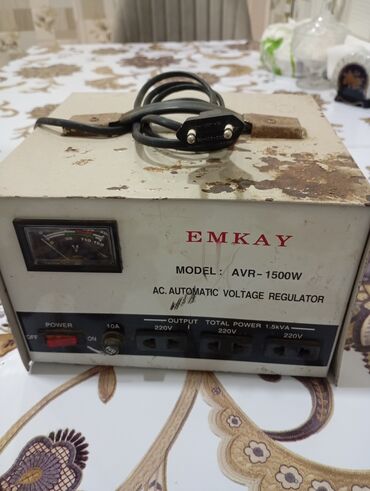 EMKAY
MODEL: AVR-1500W
AC. AUTOMATIC VOLTAGE REGULATOR
OUTPUT TOTAL POWER 1.5kVA
POWER 10A 220V 220V 220V
OFF ON